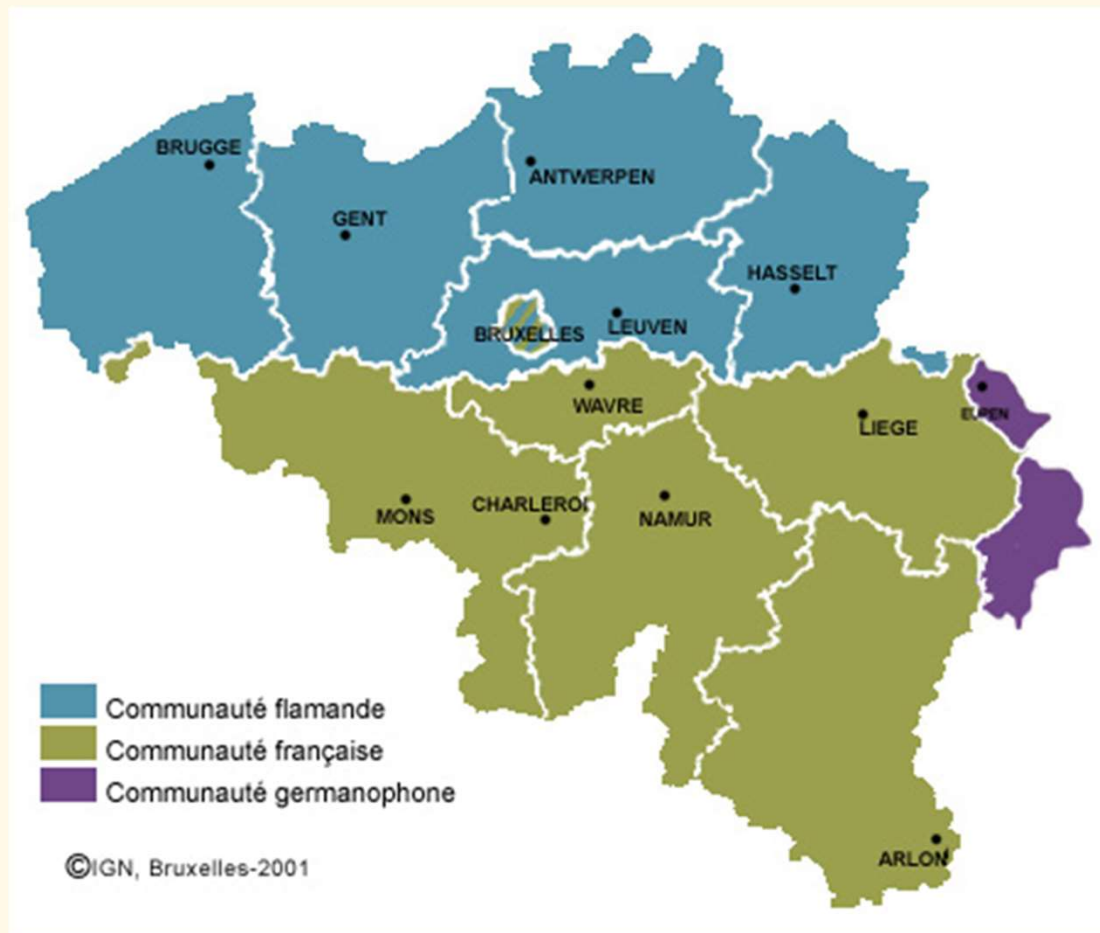 BRUGGE
ANTWERPEN
GENT
HASSELT
BRUXELLES
LEUVEN
WAVRE
EUPEN
LIEGE
CHARLEROI
MONS
NAMUR
Communauté flamande
Communauté française
Communauté germanophone
©IGN, Bruxelles-2001
ARLON